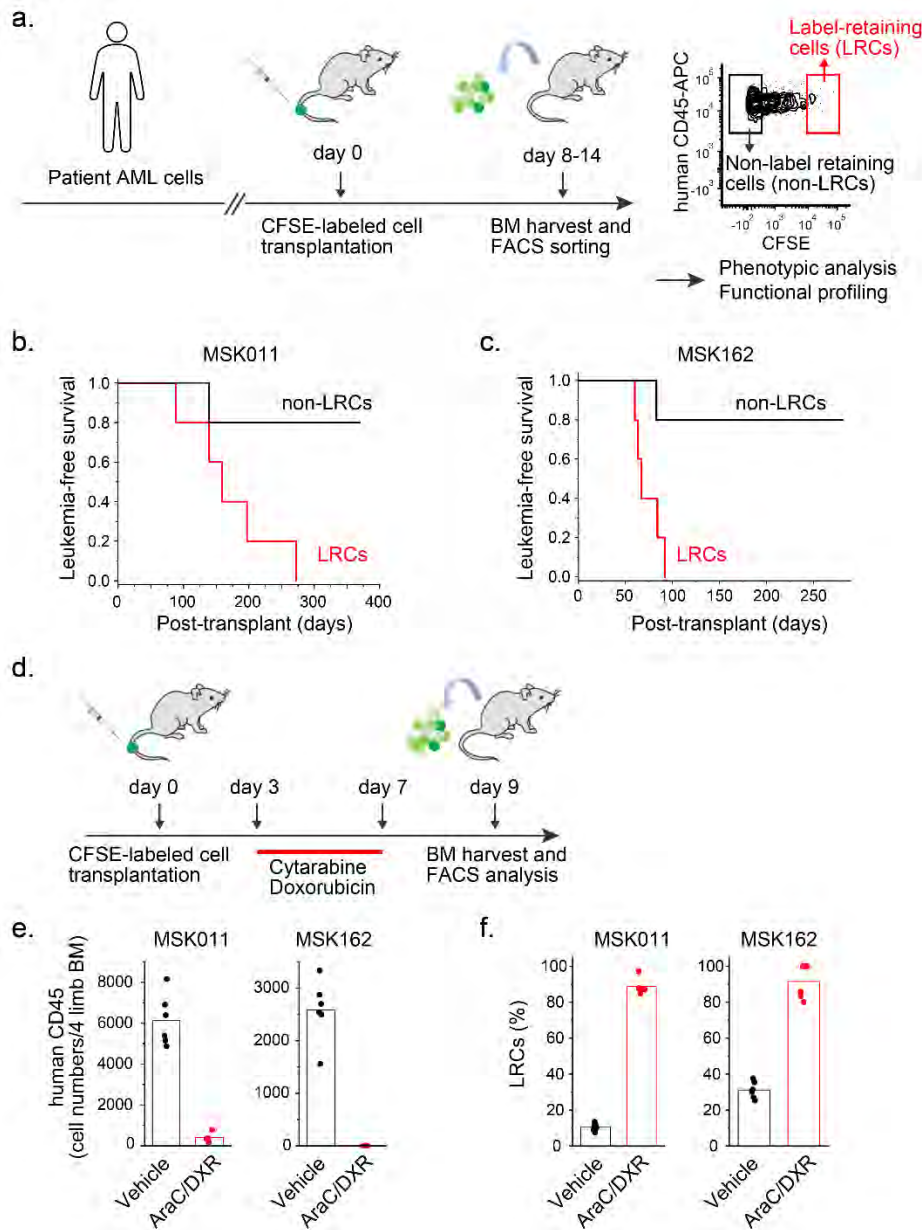 a.
Label-retaining
cells (LRCs)
human CD45-APC
10^5
10^4
10^3
-10^3
-10^2 10^3 10^4 10^5
CFSE
Non-label retaining
cells (non-LRCs)
Patient AML cells
day 0
day 8-14
CFSE-labeled cell
transplantation
BM harvest and
FACS sorting
Phenotypic analysis
Functional profiling
b.
MSK011
Leukemia-free survival
1.0
0.8
0.6
0.4
0.2
0.0
non-LRCs
LRCs
0 100 200 300 400
Post-transplant (days)
c.
MSK162
Leukemia-free survival
1.0
0.8
0.6
0.4
0.2
0.0
non-LRCs
LRCs
0 50 100 150 200 250
Post-transplant (days)
d.
day 0
day 3
day 7
day 9
CFSE-labeled cell
transplantation
Cytarabine
Doxorubicin
BM harvest and
FACS analysis
e.
human CD45
(cell numbers/4 limb BM)
MSK011
8000
6000
4000
2000
0
Vehicle
AraC/DXR
MSK162
3000
2000
1000
0
Vehicle
AraC/DXR
f.
LRCs (%)
MSK011
100
80
60
40
20
0
Vehicle
AraC/DXR
MSK162
100
80
60
40
20
0
Vehicle
AraC/DXR